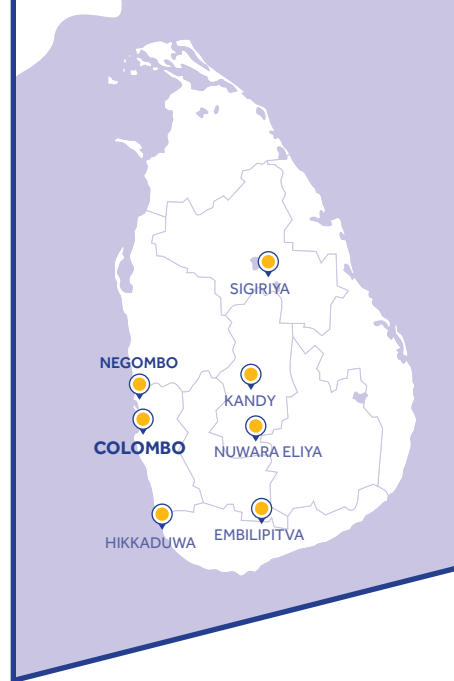 SIGIRIYA
NEGOMBO
KANDY
COLOMBO
NUWARA ELIYA
EMBILIPITVA
HIKKADUWA